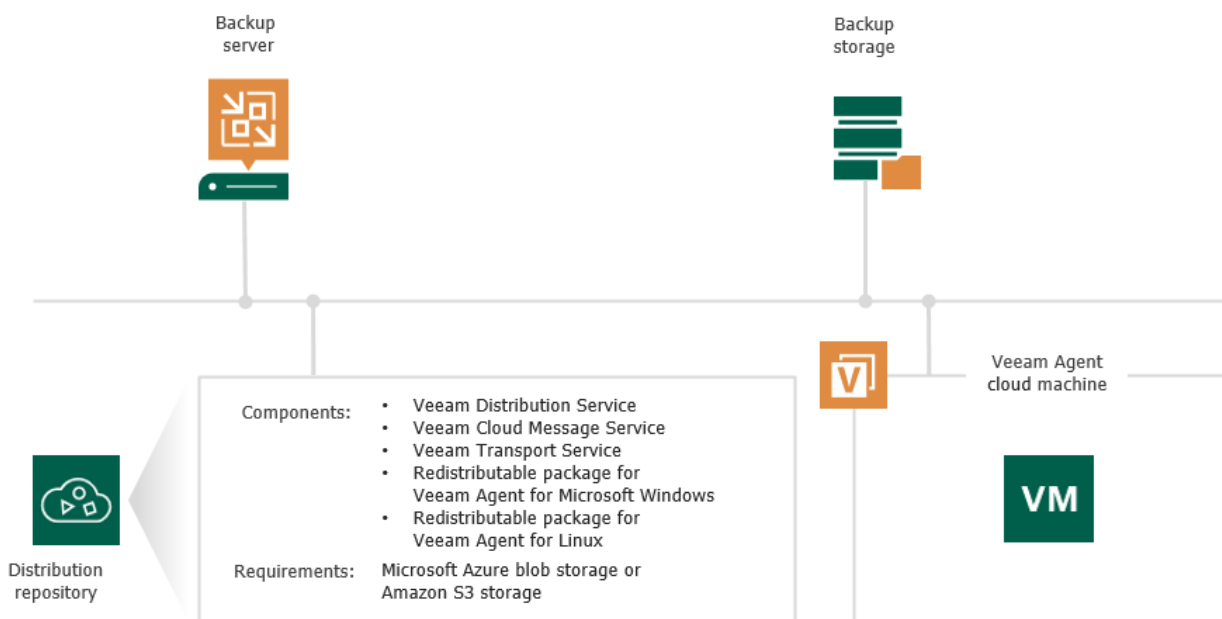 Backup
server
Backup
storage
Veeam Agent
cloud machine
V
Components:
• Veeam Distribution Service
• Veeam Cloud Message Service
• Veeam Transport Service
• Redistributable package for
Veeam Agent for Microsoft Windows
• Redistributable package for
Veeam Agent for Linux
Requirements:
Microsoft Azure blob storage or
Amazon S3 storage
Distribution
repository
VM